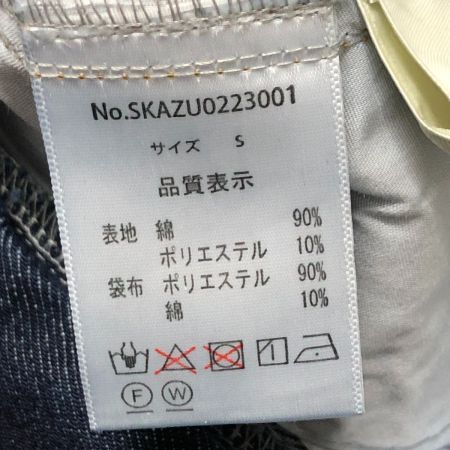 No.SKAZU0223001
サイズ S
品質表示
表地 綿 90%
ポリエステル 10%
袋布 ポリエステル 90%
綿 10%
F W